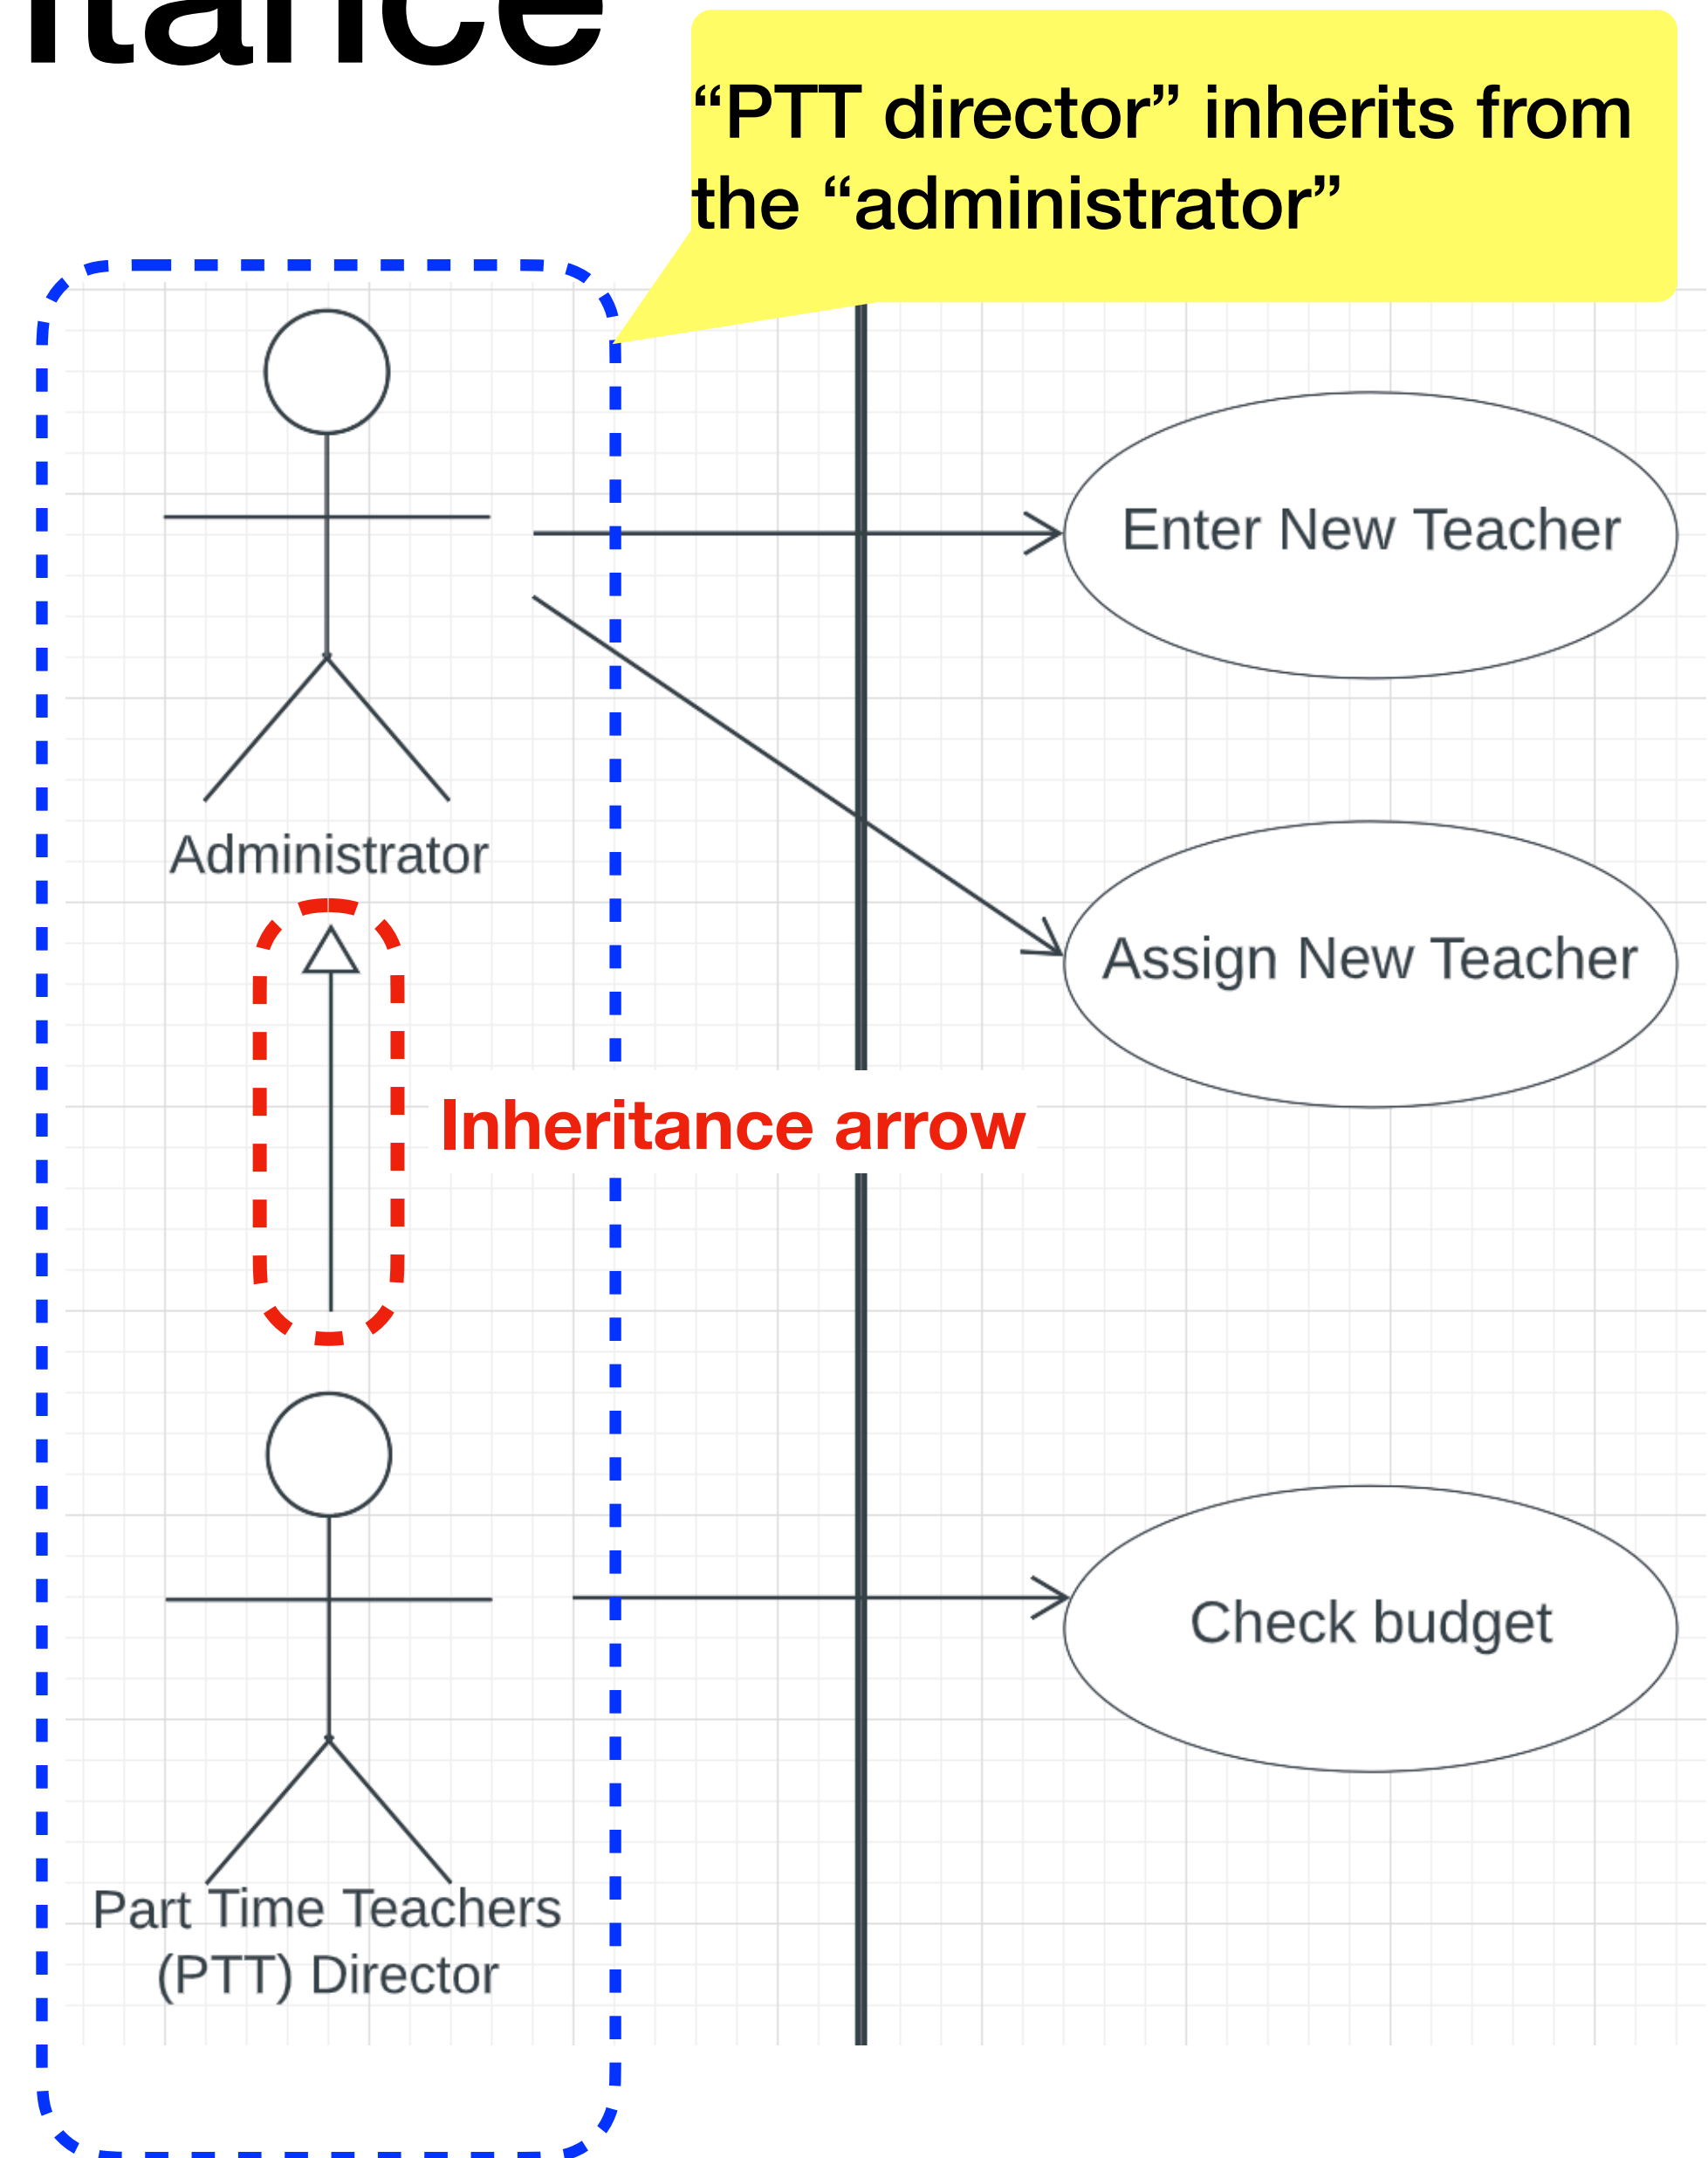 “PTT director” inherits from
the “administrator”
Enter New Teacher
Administrator
Assign New Teacher
Inheritance arrow
Check budget
Part Time Teachers
(PTT) Director